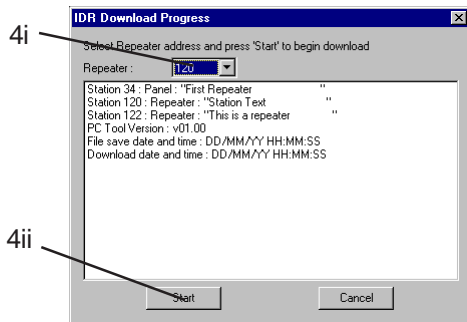 IDR Download Progress
4i
Select Repeater address and press 'Start' to begin download
Repeater : 120
Station 34 : Panel : "First Repeater "
Station 120 : Repeater : "Station Text "
Station 122 : Repeater : "This is a repeater "
PC Tool Version : v01.00
File save date and time : DD/MM/YY HH:MM:SS
Download date and time : DD/MM/YY HH:MM:SS
4ii
Start Cancel